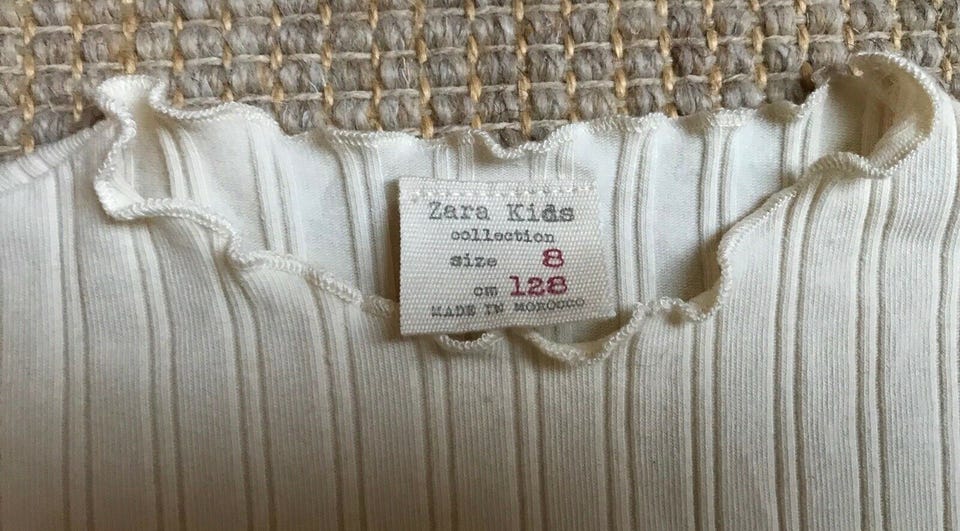 Zara Kids
collection
size 8
cm 128
MADE IN MOROCCO